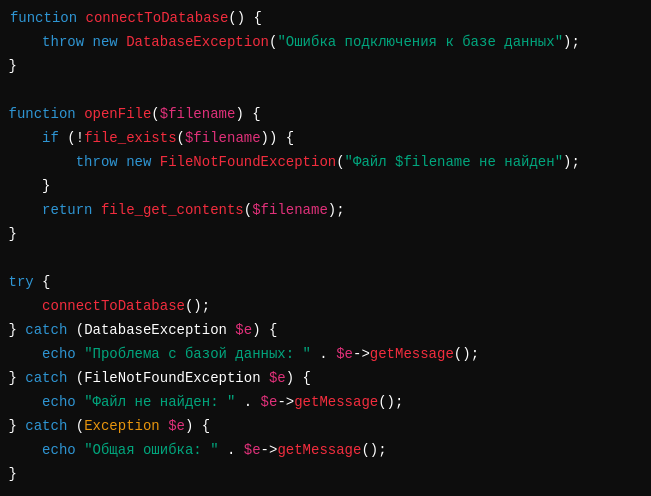 function connectToDatabase() {
    throw new DatabaseException("Ошибка подключения к базе данных");
}

function openFile($filename) {
    if (!file_exists($filename)) {
        throw new FileNotFoundException("Файл $filename не найден");
    }
    return file_get_contents($filename);
}

try {
    connectToDatabase();
} catch (DatabaseException $e) {
    echo "Проблема с базой данных: " . $e->getMessage();
} catch (FileNotFoundException $e) {
    echo "Файл не найден: " . $e->getMessage();
} catch (Exception $e) {
    echo "Общая ошибка: " . $e->getMessage();
}